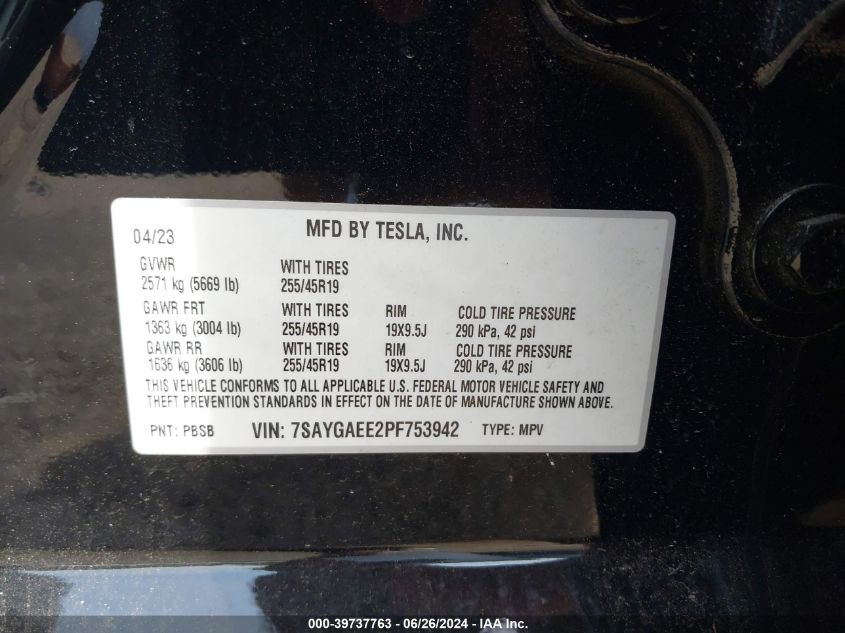 04/23 MFD BY TESLA, INC.
GVWR WITH TIRES
2571 kg (5669 lb) 255/45R19
GAWR FRT WITH TIRES RIM COLD TIRE PRESSURE
1363 kg (3004 lb) 255/45R19 19X9.5J 290 kPa, 42 psi
GAWR RR WITH TIRES RIM COLD TIRE PRESSURE
1636 kg (3606 lb) 255/45R19 19X9.5J 290 kPa, 42 psi
THIS VEHICLE CONFORMS TO ALL APPLICABLE U.S. FEDERAL MOTOR VEHICLE SAFETY AND
THEFT PREVENTION STANDARDS IN EFFECT ON THE DATE OF MANUFACTURE SHOWN ABOVE.
PNT: PBSB VIN: 7SAYGAEE2PF753942 TYPE: MPV
000-39737763 - 06/26/2024 - IAA Inc.